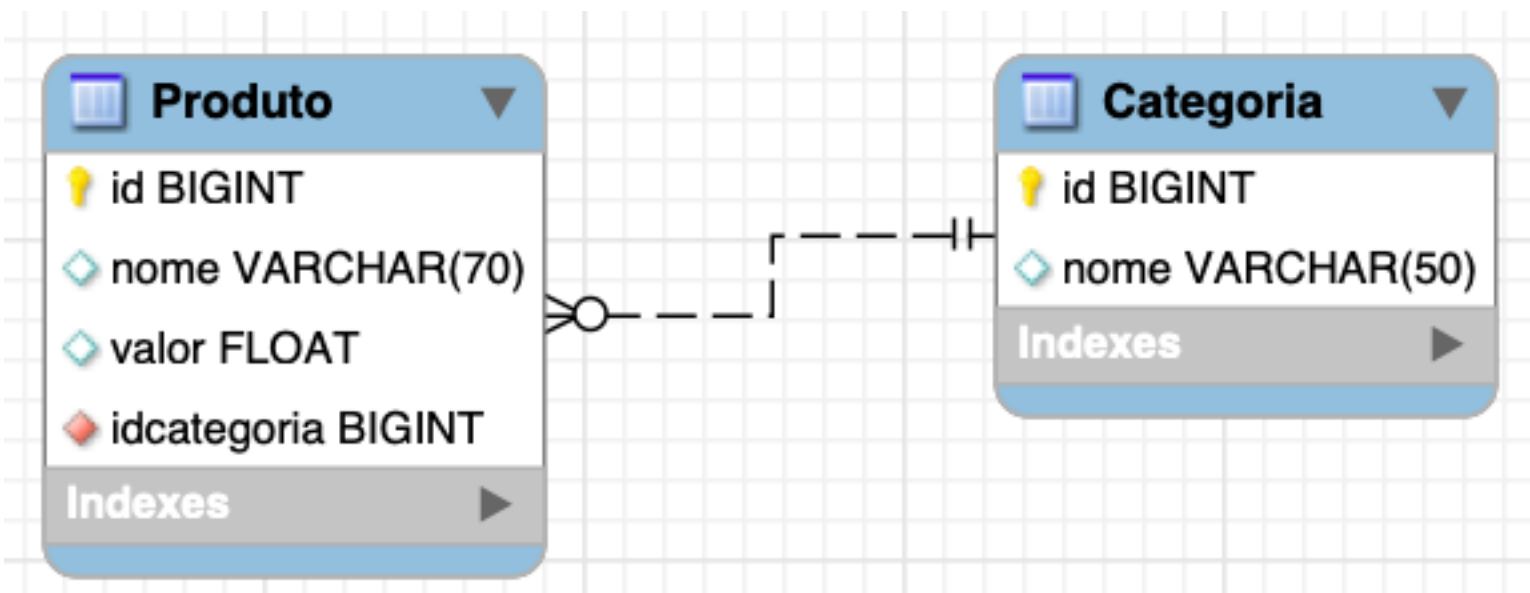 Produto
id BIGINT
nome VARCHAR(70)
valor FLOAT
idcategoria BIGINT
Indexes
Categoria
id BIGINT
nome VARCHAR(50)
Indexes